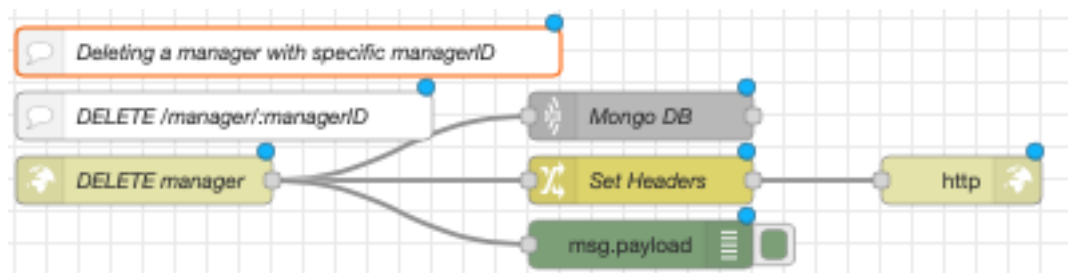 Deleting a manager with specific managerID
DELETE /manager/:managerID
Mongo DB
DELETE manager
Set Headers
http
msg.payload